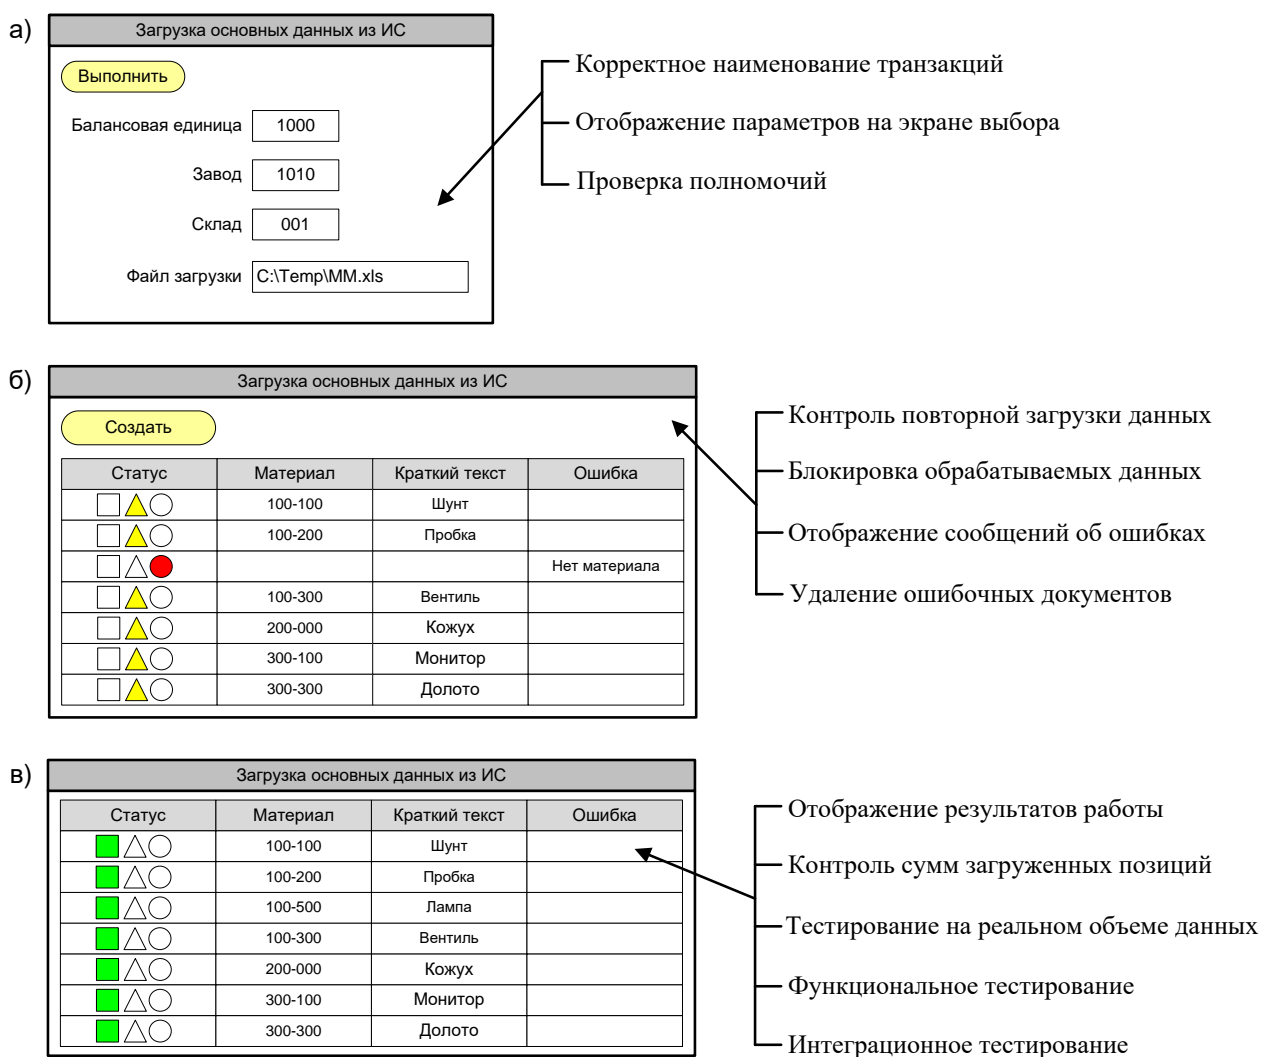 а)
Загрузка основных данных из ИС
Выполнить
Балансовая единица 1000
Завод 1010
Склад 001
Файл загрузки C:\Temp\MM.xls
Корректное наименование транзакций
Отображение параметров на экране выбора
Проверка полномочий
б)
Загрузка основных данных из ИС
Создать
Статус Материал Краткий текст Ошибка
100-100 Шунт
100-200 Пробка
Нет материала
100-300 Вентиль
200-000 Кожух
300-100 Монитор
300-300 Долото
Контроль повторной загрузки данных
Блокировка обрабатываемых данных
Отображение сообщений об ошибках
Удаление ошибочных документов
в)
Загрузка основных данных из ИС
Статус Материал Краткий текст Ошибка
100-100 Шунт
100-200 Пробка
100-500 Лампа
100-300 Вентиль
200-000 Кожух
300-100 Монитор
300-300 Долото
Отображение результатов работы
Контроль сумм загруженных позиций
Тестирование на реальном объеме данных
Функциональное тестирование
Интеграционное тестирование